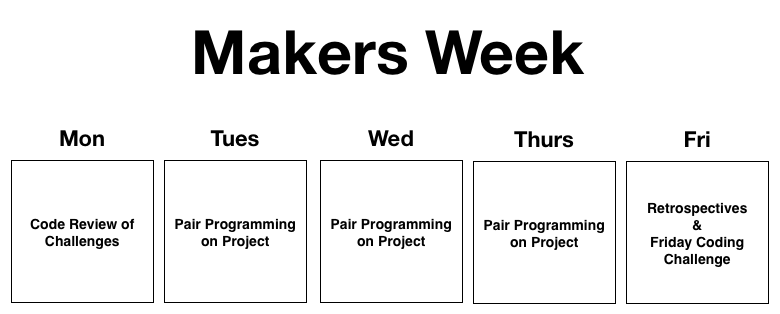 Makers Week
Mon Tues Wed Thurs Fri
Code Review of
Challenges
Pair Programming
on Project
Pair Programming
on Project
Pair Programming
on Project
Retrospectives
&
Friday Coding
Challenge